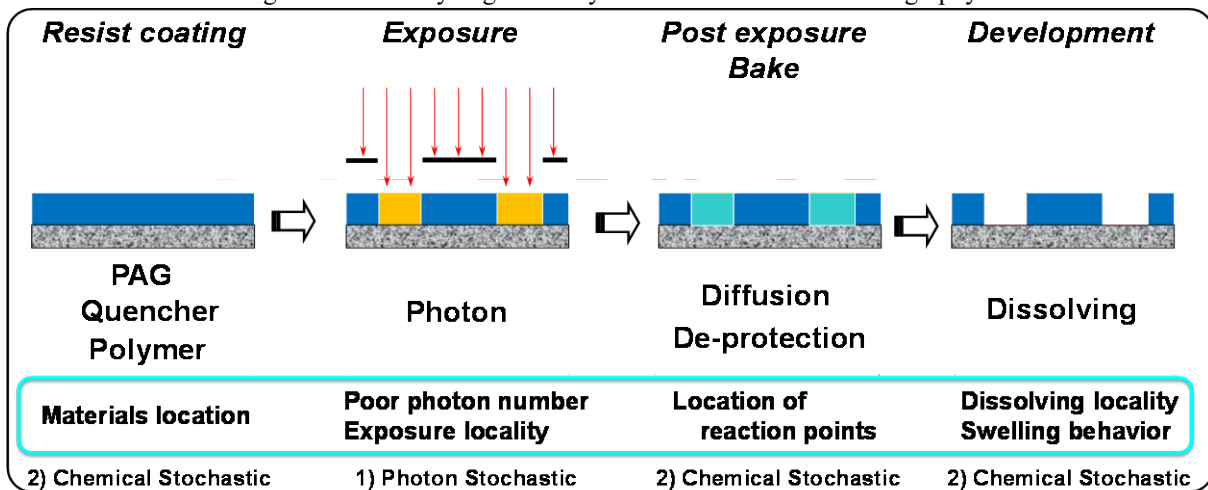 Resist coating
Exposure
Post exposure
Bake
Development
PAG
Quencher
Polymer
Photon
Diffusion
De-protection
Dissolving
Materials location
Poor photon number
Exposure locality
Location of
reaction points
Dissolving locality
Swelling behavior
2) Chemical Stochastic
1) Photon Stochastic
2) Chemical Stochastic
2) Chemical Stochastic